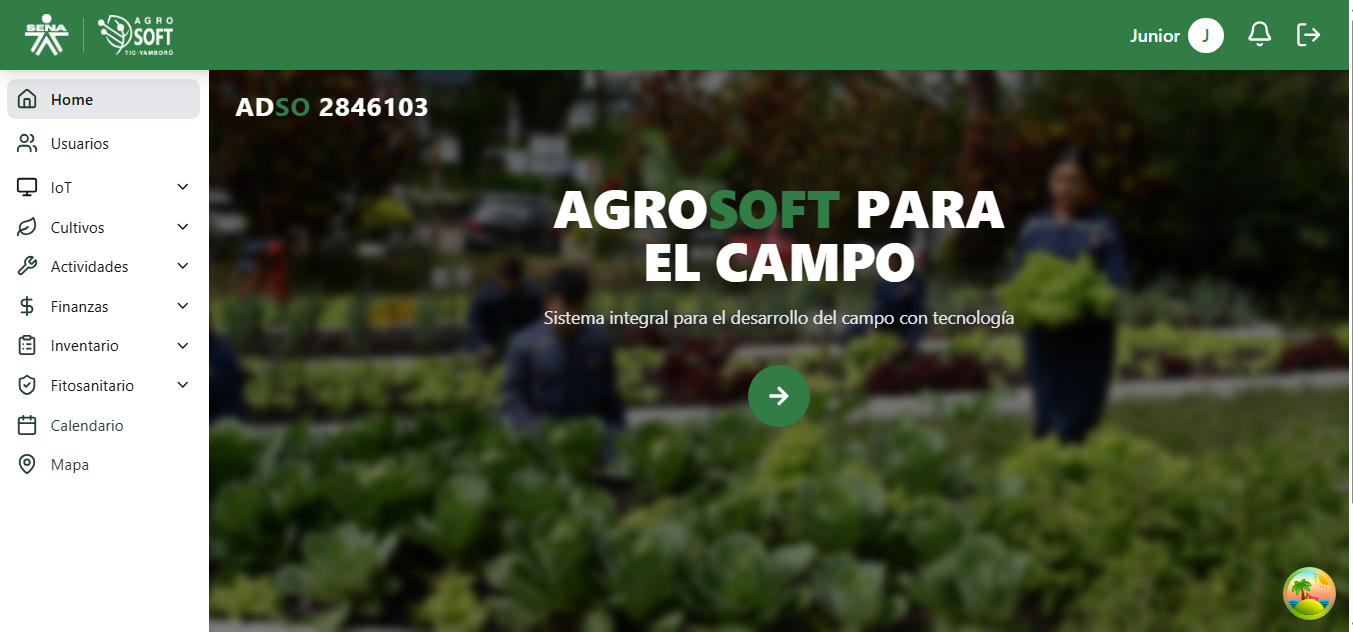 SENA
AGRO
SOFT
TIC-YAMBORÓ
Junior
J
Home
Usuarios
IoT
Cultivos
Actividades
Finanzas
Inventario
Fitosanitario
Calendario
Mapa
ADSO 2846103
AGROSOFT PARA
EL CAMPO
Sistema integral para el desarrollo del campo con tecnología